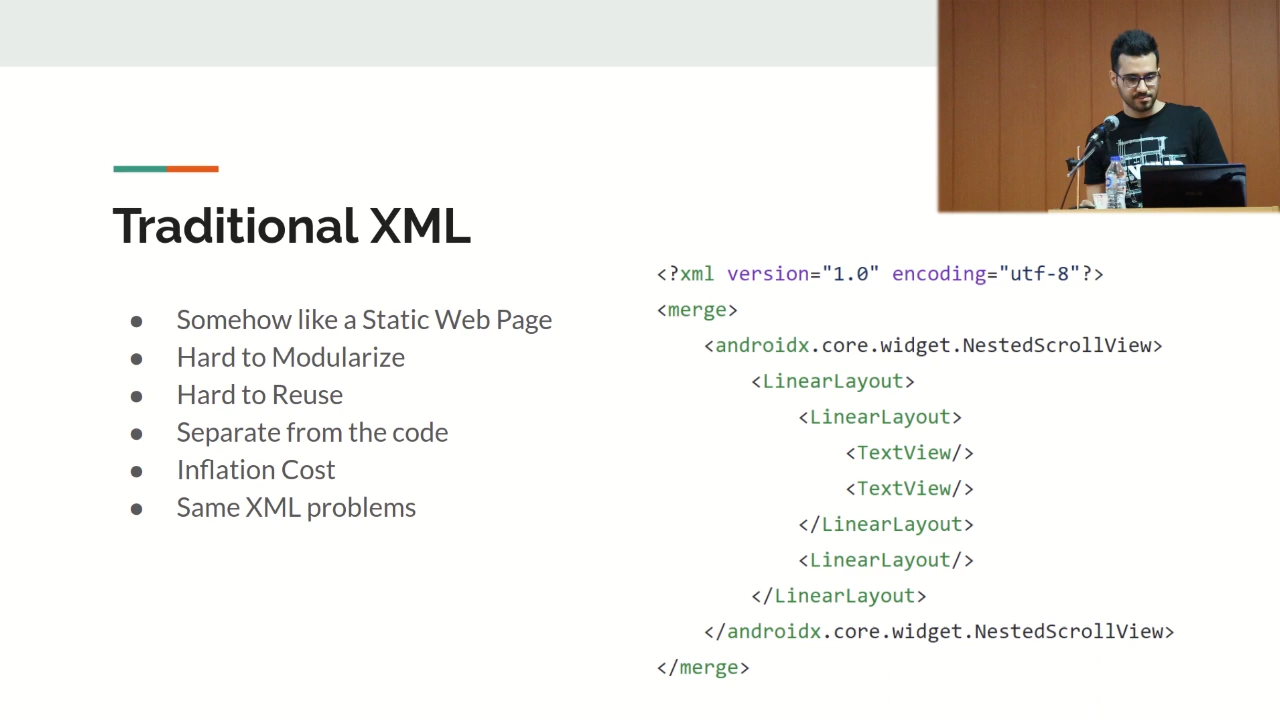 Traditional XML
● Somehow like a Static Web Page
● Hard to Modularize
● Hard to Reuse
● Separate from the code
● Inflation Cost
● Same XML problems
<?xml version="1.0" encoding="utf-8"?>
<merge>
<androidx.core.widget.NestedScrollView>
<LinearLayout>
<LinearLayout>
<TextView/>
<TextView/>
</LinearLayout>
<LinearLayout/>
</LinearLayout>
</androidx.core.widget.NestedScrollView>
</merge>